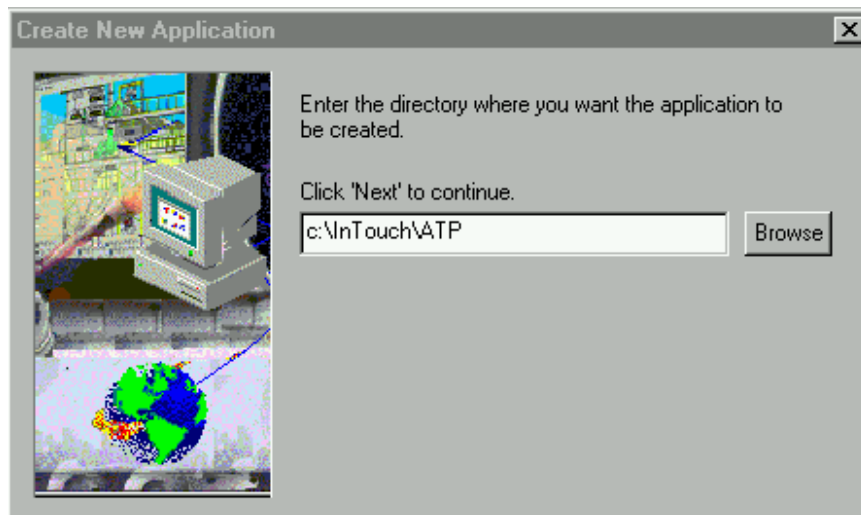 Create New Application
Enter the directory where you want the application to
be created.
Click 'Next' to continue.
c:\InTouch\ATP
Browse